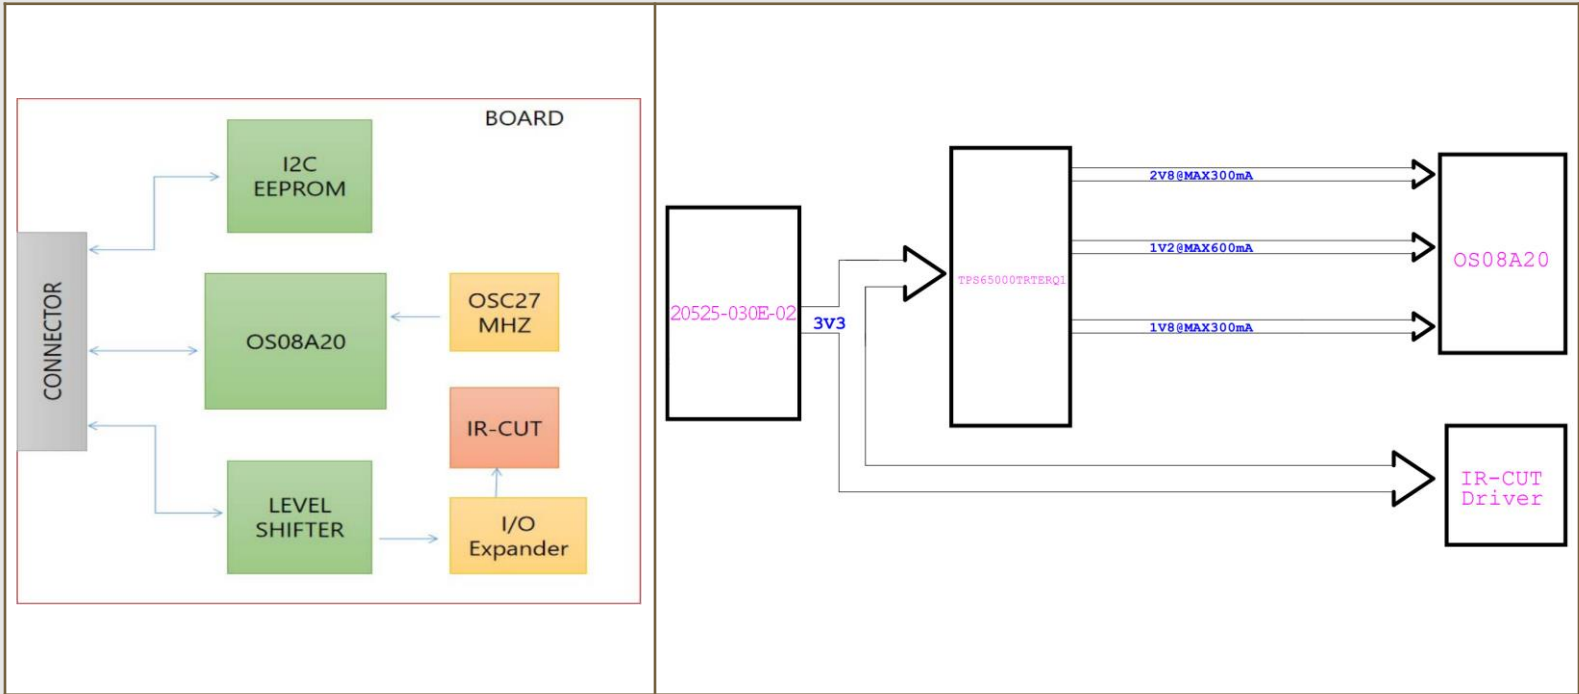 BOARD
I2C
EEPROM
CONNECTOR
OS08A20
OSC27
MHZ
IR-CUT
LEVEL
SHIFTER
I/O
Expander
20525-030E-02
3V3
TPS65000TRTERQ1
2V8@MAX300mA
1V2@MAX600mA
1V8@MAX300mA
OS08A20
IR-CUT
Driver